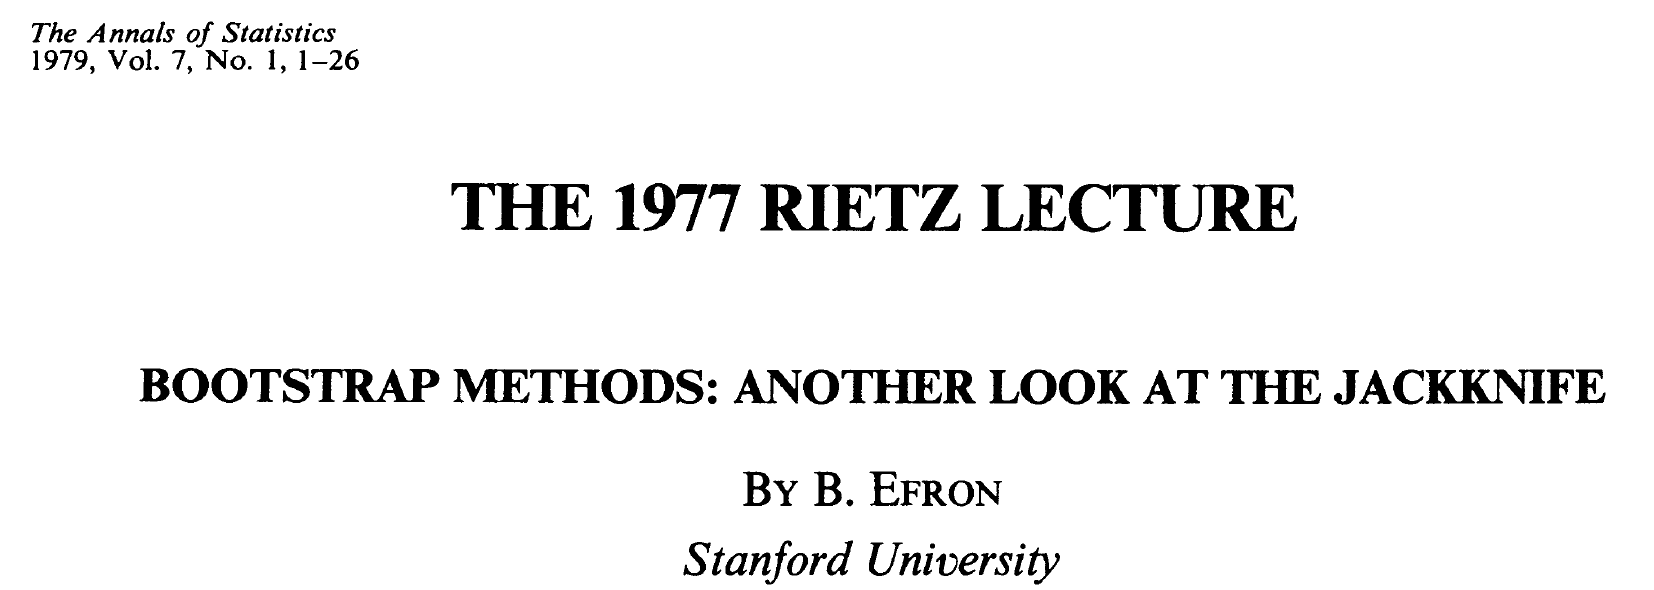 The Annals of Statistics
1979, Vol. 7, No. 1, 1–26
THE 1977 RIETZ LECTURE
BOOTSTRAP METHODS: ANOTHER LOOK AT THE JACKKNIFE
BY B. EFRON
Stanford University